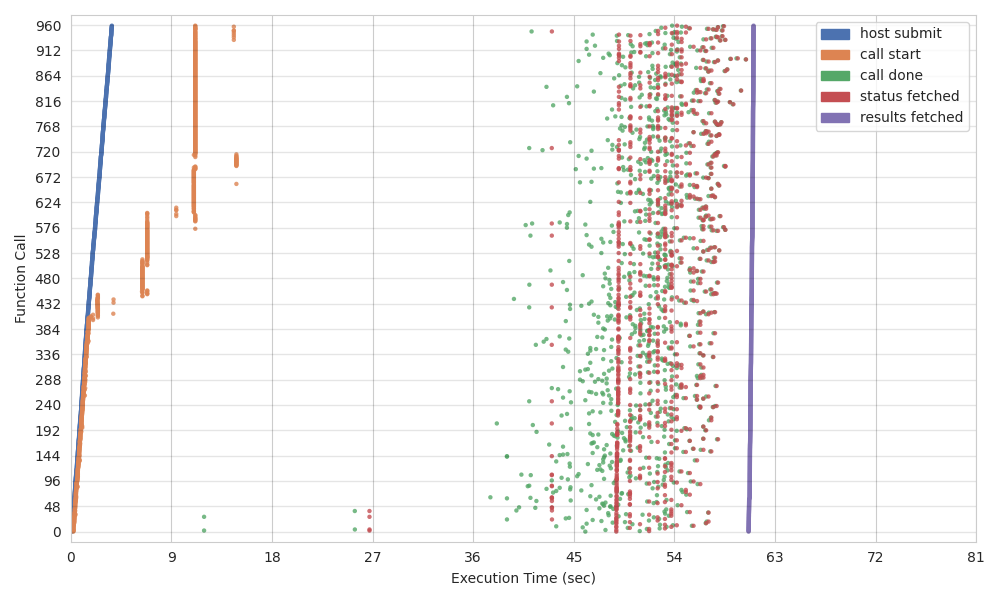 960
912
864
816
768
720
672
624
576
528
480
432
384
336
288
240
192
144
96
48
0
Function Call
host submit
call start
call done
status fetched
results fetched
0 9 18 27 36 45 54 63 72 81
Execution Time (sec)